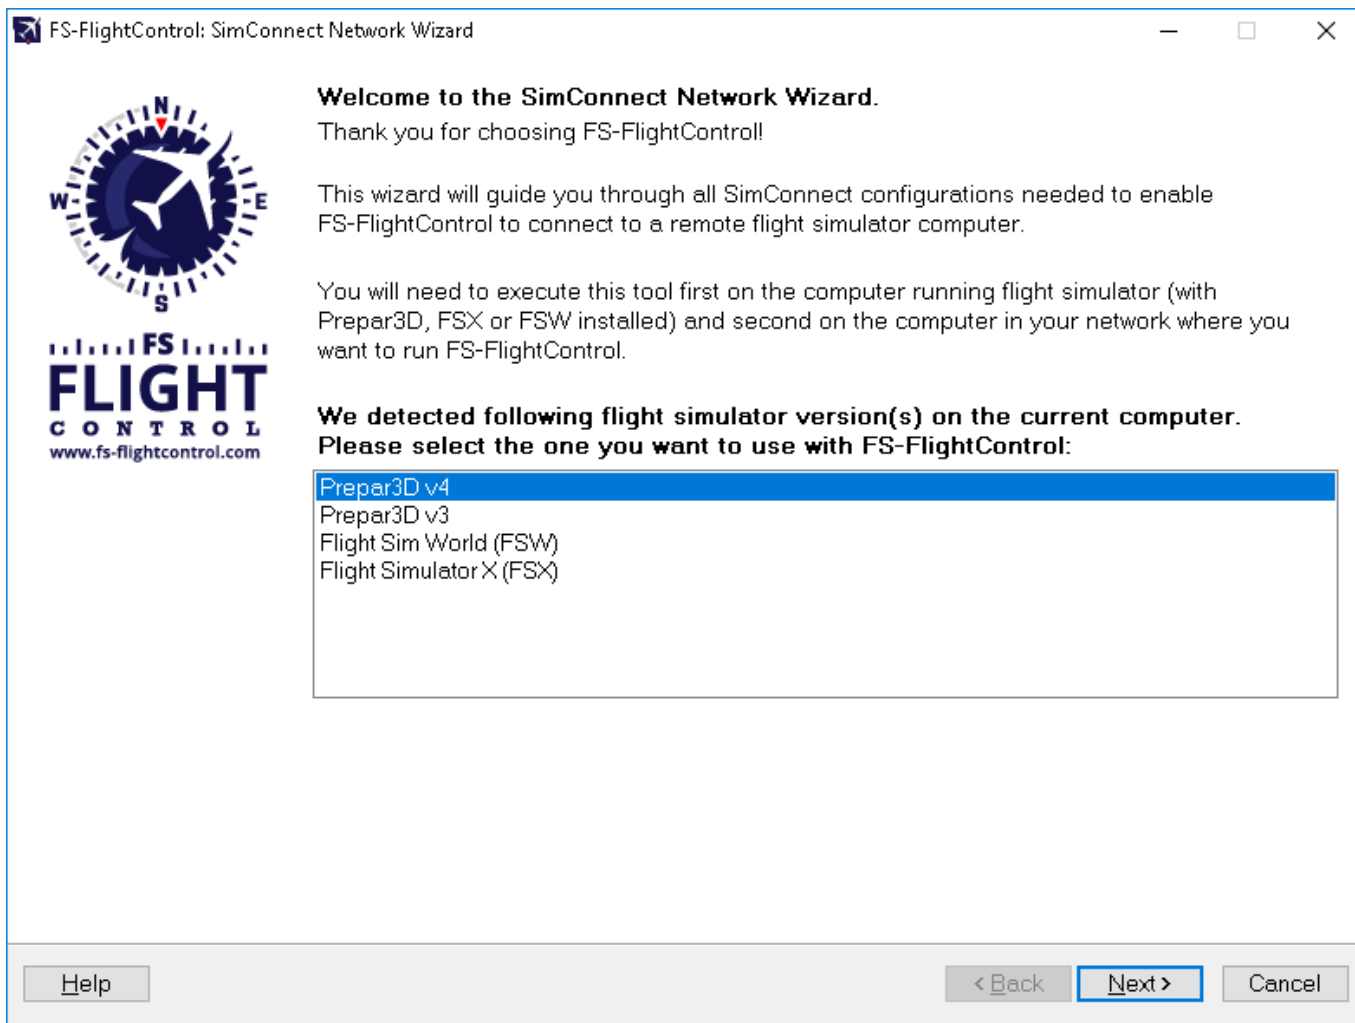 FS-FlightControl: SimConnect Network Wizard
N
W
E
S
FS
FLIGHT
CONTROL
www.fs-flightcontrol.com
Welcome to the SimConnect Network Wizard.
Thank you for choosing FS-FlightControl!
This wizard will guide you through all SimConnect configurations needed to enable
FS-FlightControl to connect to a remote flight simulator computer.
You will need to execute this tool first on the computer running flight simulator (with
Prepar3D, FSX or FSW installed) and second on the computer in your network where you
want to run FS-FlightControl.
We detected following flight simulator version(s) on the current computer.
Please select the one you want to use with FS-FlightControl:
Prepar3D v4
Prepar3D v3
Flight Sim World (FSW)
Flight Simulator X (FSX)
Help
< Back
Next >
Cancel